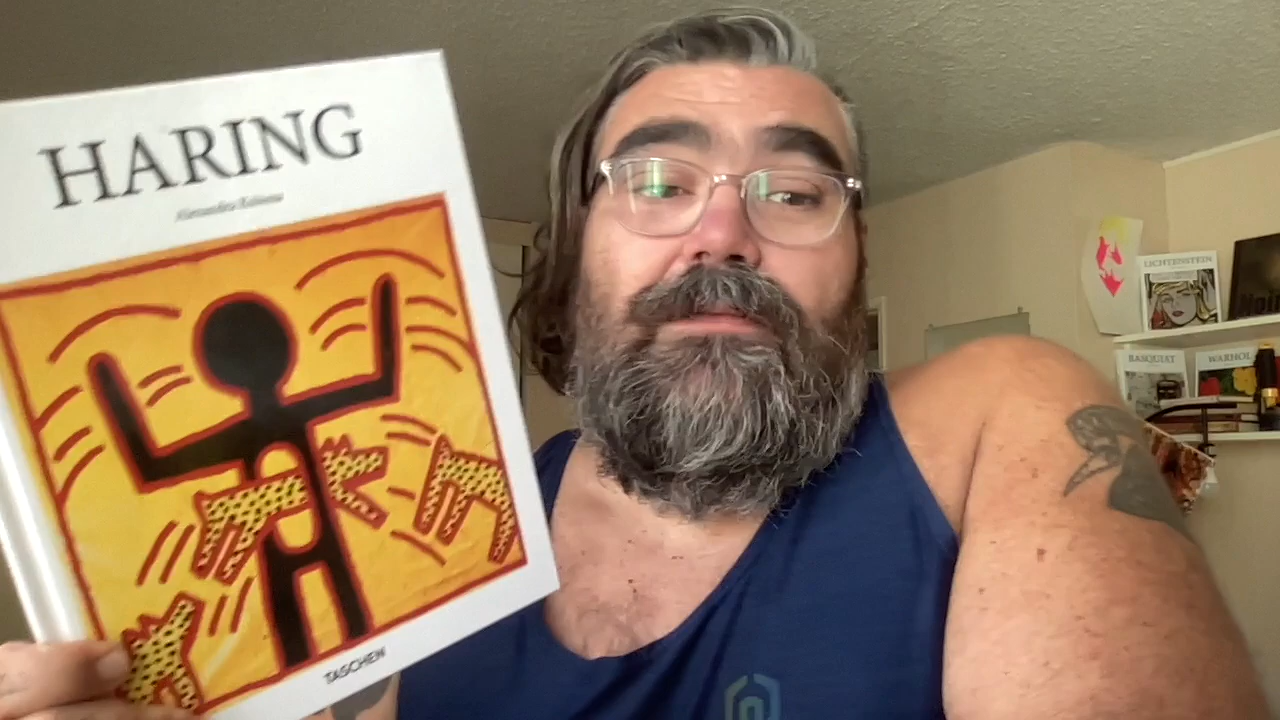 HARING
TASCHEN
LICHTENSTEIN
BASQUIAT
WARHOL